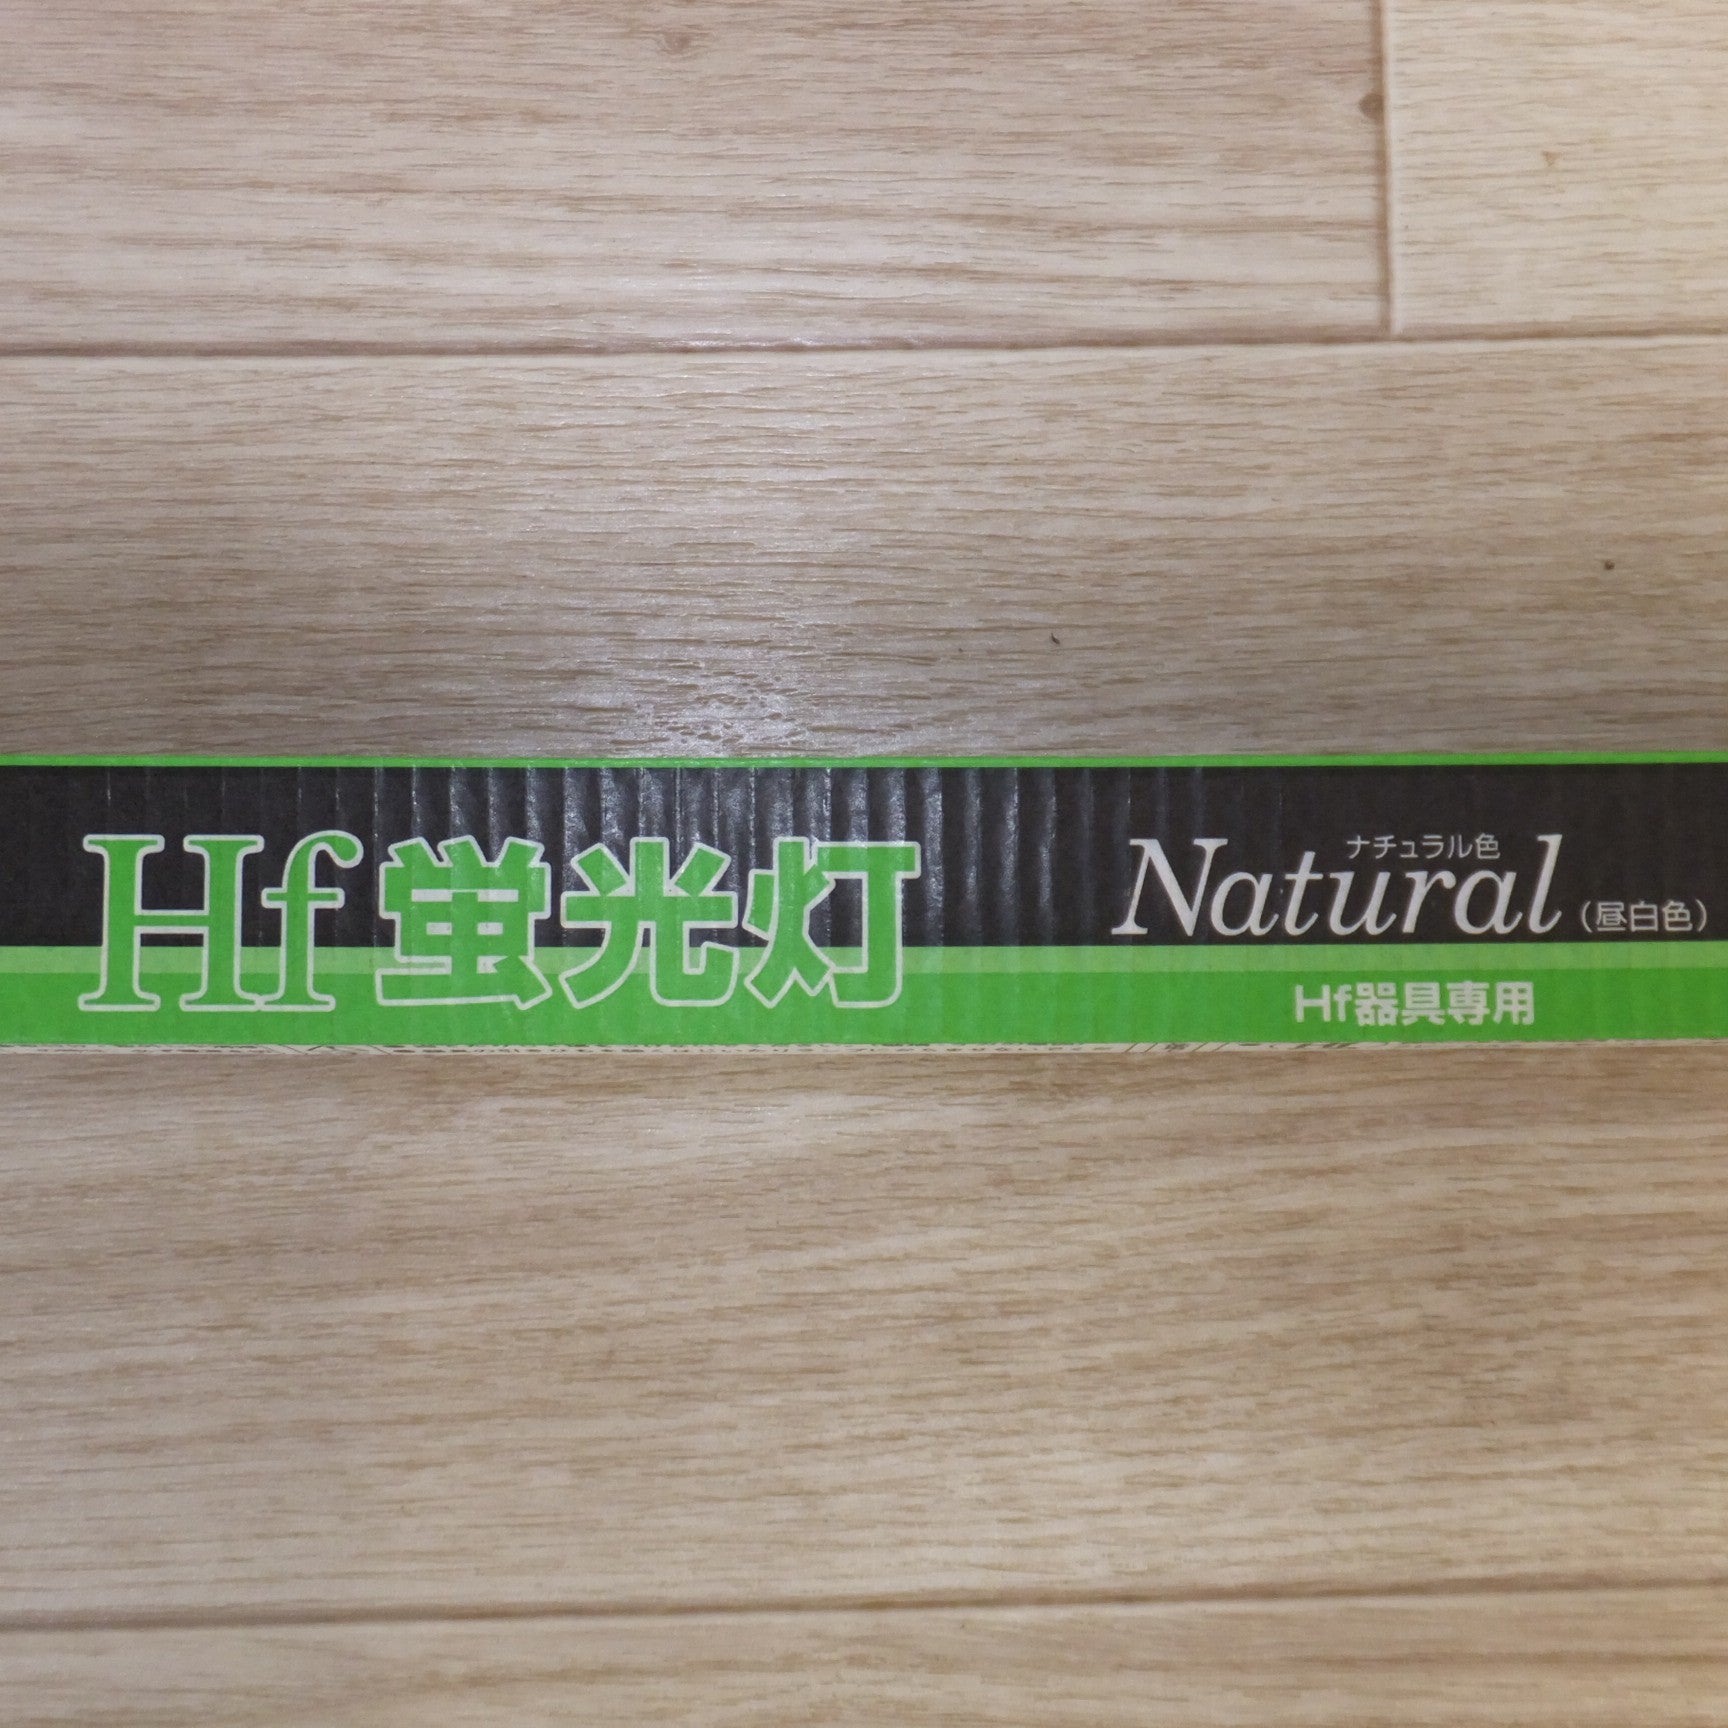 Hf蛍光灯
ナチュラル色
Natural（昼白色）
Hf器具専用